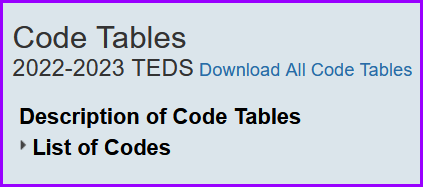 Code Tables
2022-2023 TEDS Download All Code Tables
Description of Code Tables
List of Codes